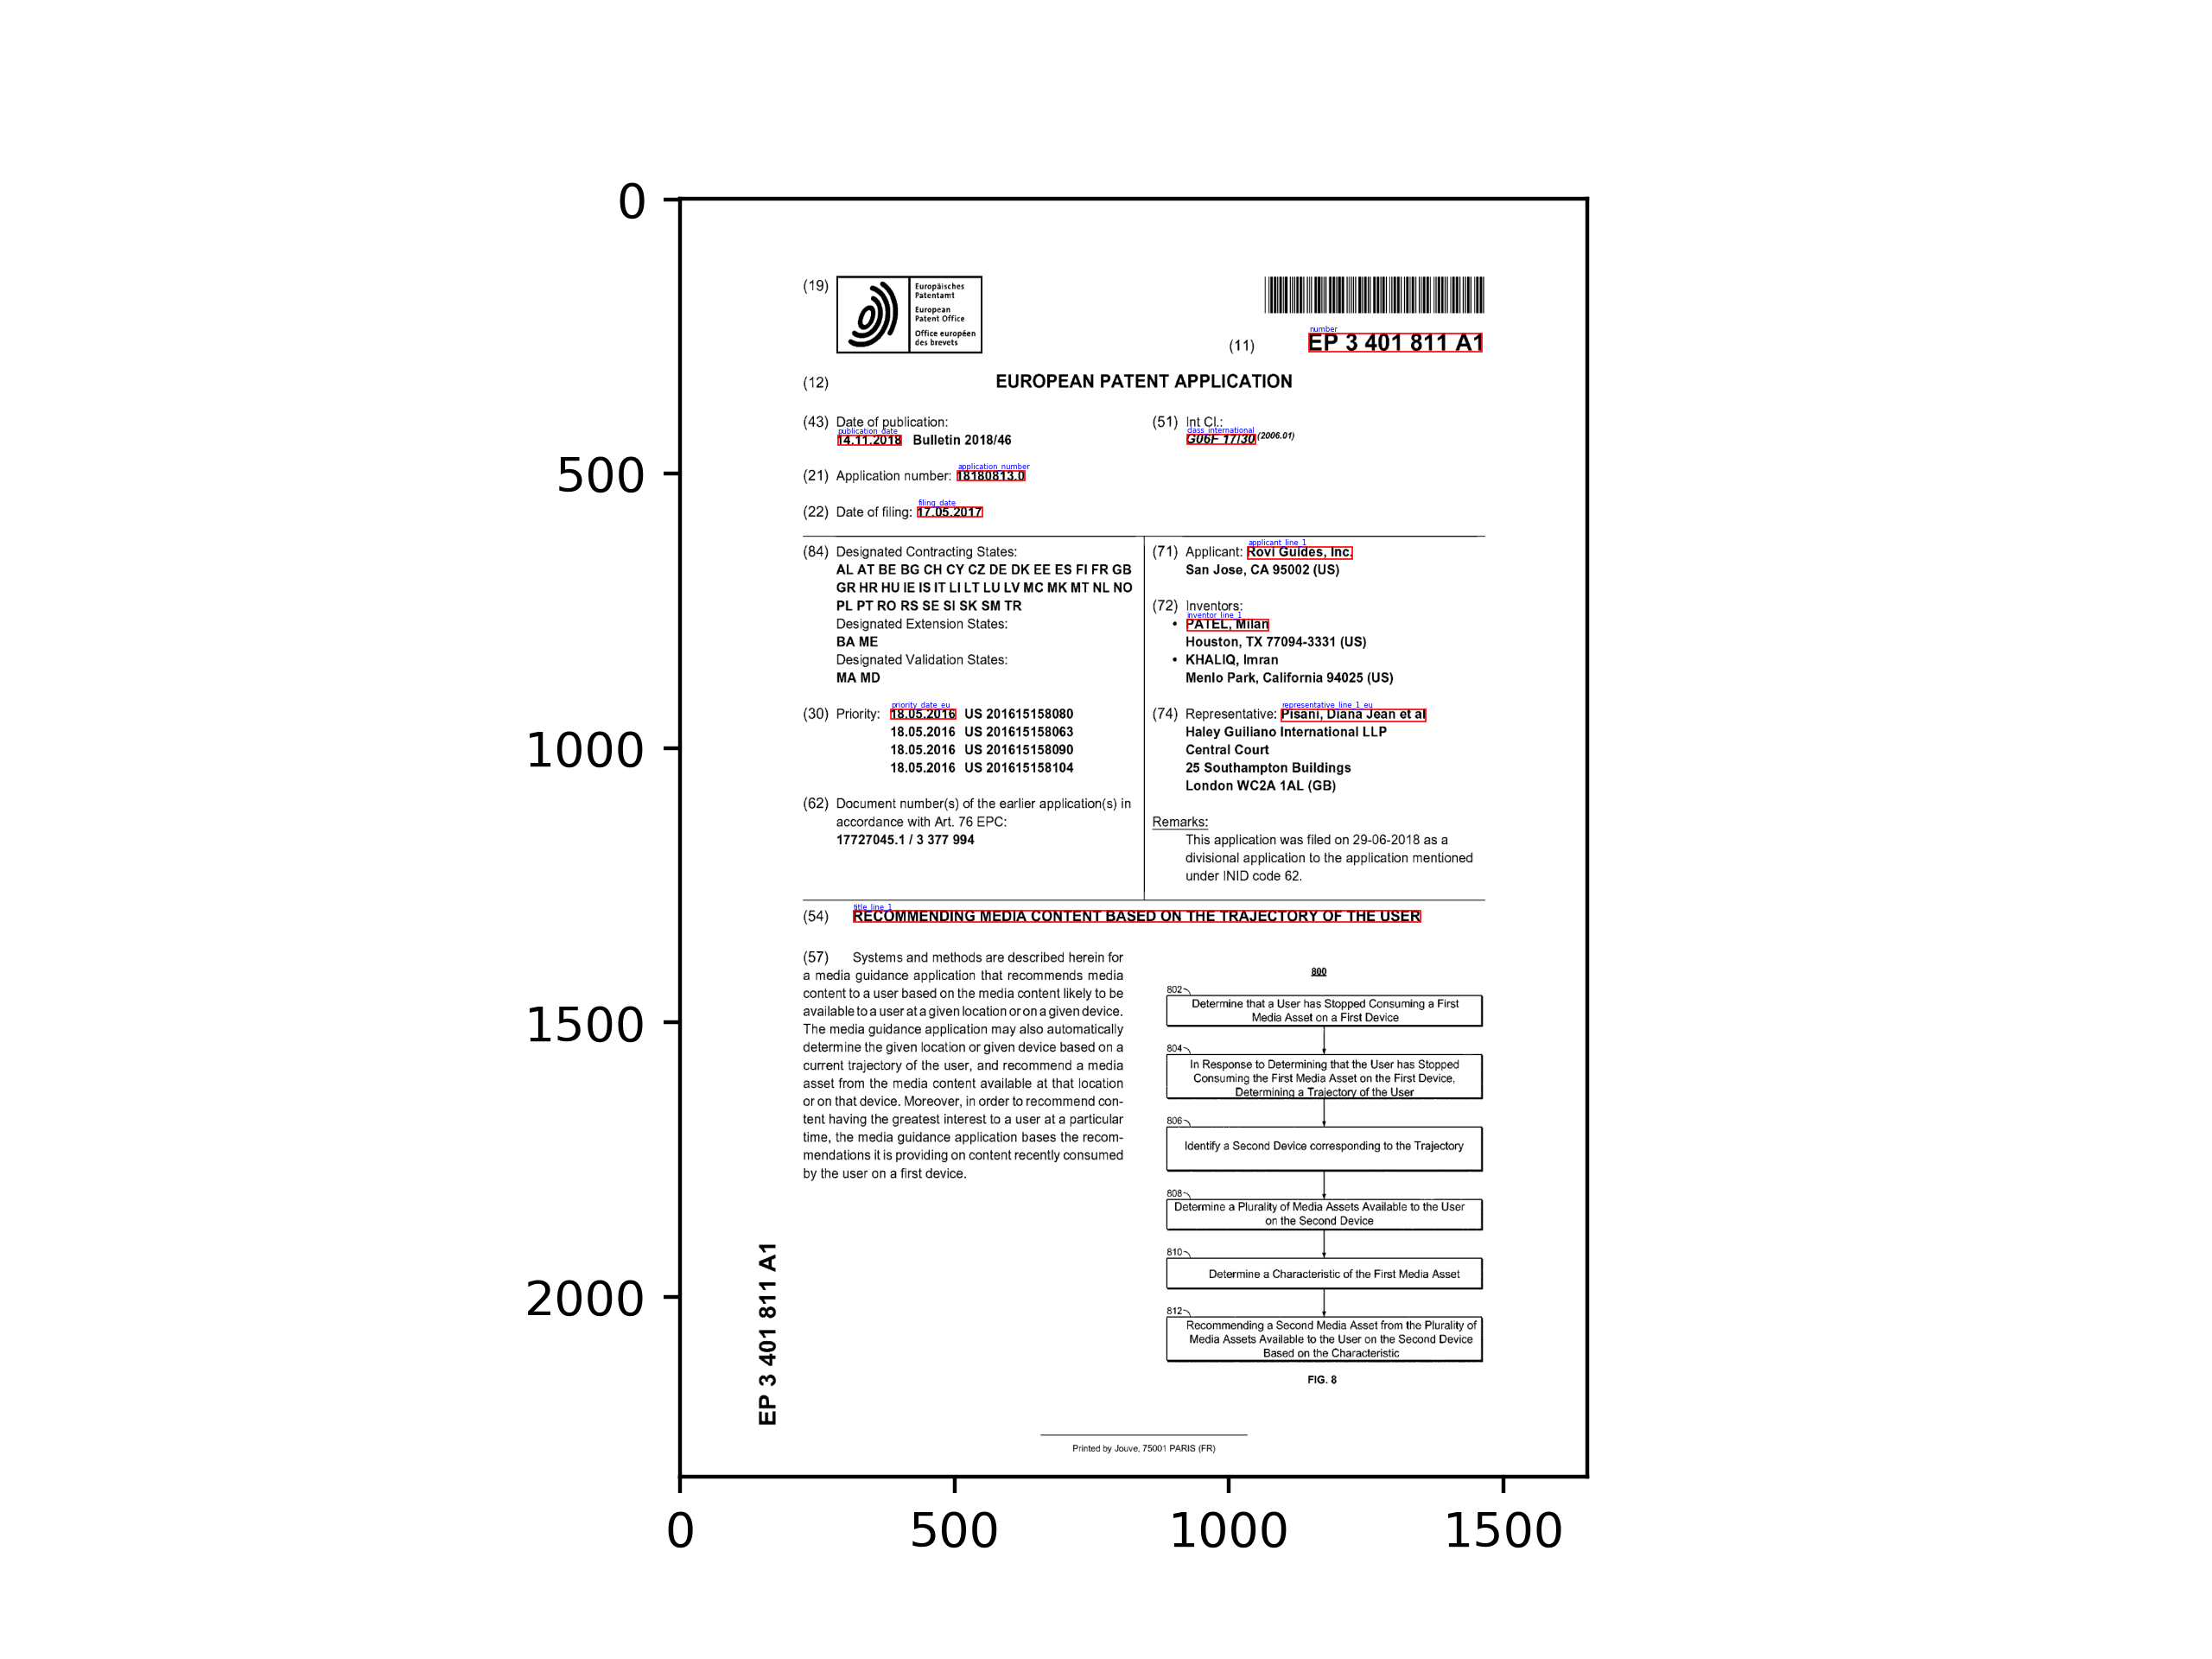 0
500
1000
1500
2000
0
500
1000
1500
(19)
Europäisches
Patentamt
European
Patent Office
Office européen
des brevets
number
(11)
EP 3 401 811 A1
(12)
EUROPEAN PATENT APPLICATION
(43) Date of publication:
publication_date
14.11.2018 Bulletin 2018/46
(51) Int Cl.:
class_international
G06F 17/30 (2006.01)
application_number
(21) Application number: 18180813.0
filing_date
(22) Date of filing: 17.05.2017
(84) Designated Contracting States:
AL AT BE BG CH CY CZ DE DK EE ES FI FR GB
GR HR HU IE IS IT LI LT LU LV MC MK MT NL NO
PL PT RO RS SE SI SK SM TR
Designated Extension States:
BA ME
Designated Validation States:
MA MD
priority_date_eu
(30) Priority: 18.05.2016 US 201615158080
18.05.2016 US 201615158063
18.05.2016 US 201615158090
18.05.2016 US 201615158104
(62) Document number(s) of the earlier application(s) in
accordance with Art. 76 EPC:
17727045.1 / 3 377 994
applicant_line_1
(71) Applicant: Rovi Guides, Inc.
San Jose, CA 95002 (US)
(72) Inventors:
inventor_line_1
• PATEL, Milan
Houston, TX 77094-3331 (US)
• KHALIQ, Imran
Menlo Park, California 94025 (US)
representative_line_1_eu
(74) Representative: Pisani, Diana Jean et al
Haley Guiliano International LLP
Central Court
25 Southampton Buildings
London WC2A 1AL (GB)
Remarks:
This application was filed on 29-06-2018 as a
divisional application to the application mentioned
under INID code 62.
title_line_1
(54) RECOMMENDING MEDIA CONTENT BASED ON THE TRAJECTORY OF THE USER
(57) Systems and methods are described herein for
a media guidance application that recommends media
content to a user based on the media content likely to be
available to a user at a given location or on a given device.
The media guidance application may also automatically
determine the given location or given device based on a
current trajectory of the user, and recommend a media
asset from the media content available at that location
or on that device. Moreover, in order to recommend con-
tent having the greatest interest to a user at a particular
time, the media guidance application bases the recom-
mendations it is providing on content recently consumed
by the user on a first device.
800
802
Determine that a User has Stopped Consuming a First
Media Asset on a First Device
804
In Response to Determining that the User has Stopped
Consuming the First Media Asset on the First Device,
Determining a Trajectory of the User
806
Identify a Second Device corresponding to the Trajectory
808
Determine a Plurality of Media Assets Available to the User
on the Second Device
810
Determine a Characteristic of the First Media Asset
812
Recommending a Second Media Asset from the Plurality of
Media Assets Available to the User on the Second Device
Based on the Characteristic
FIG. 8
EP 3 401 811 A1
Printed by Jouve, 75001 PARIS (FR)